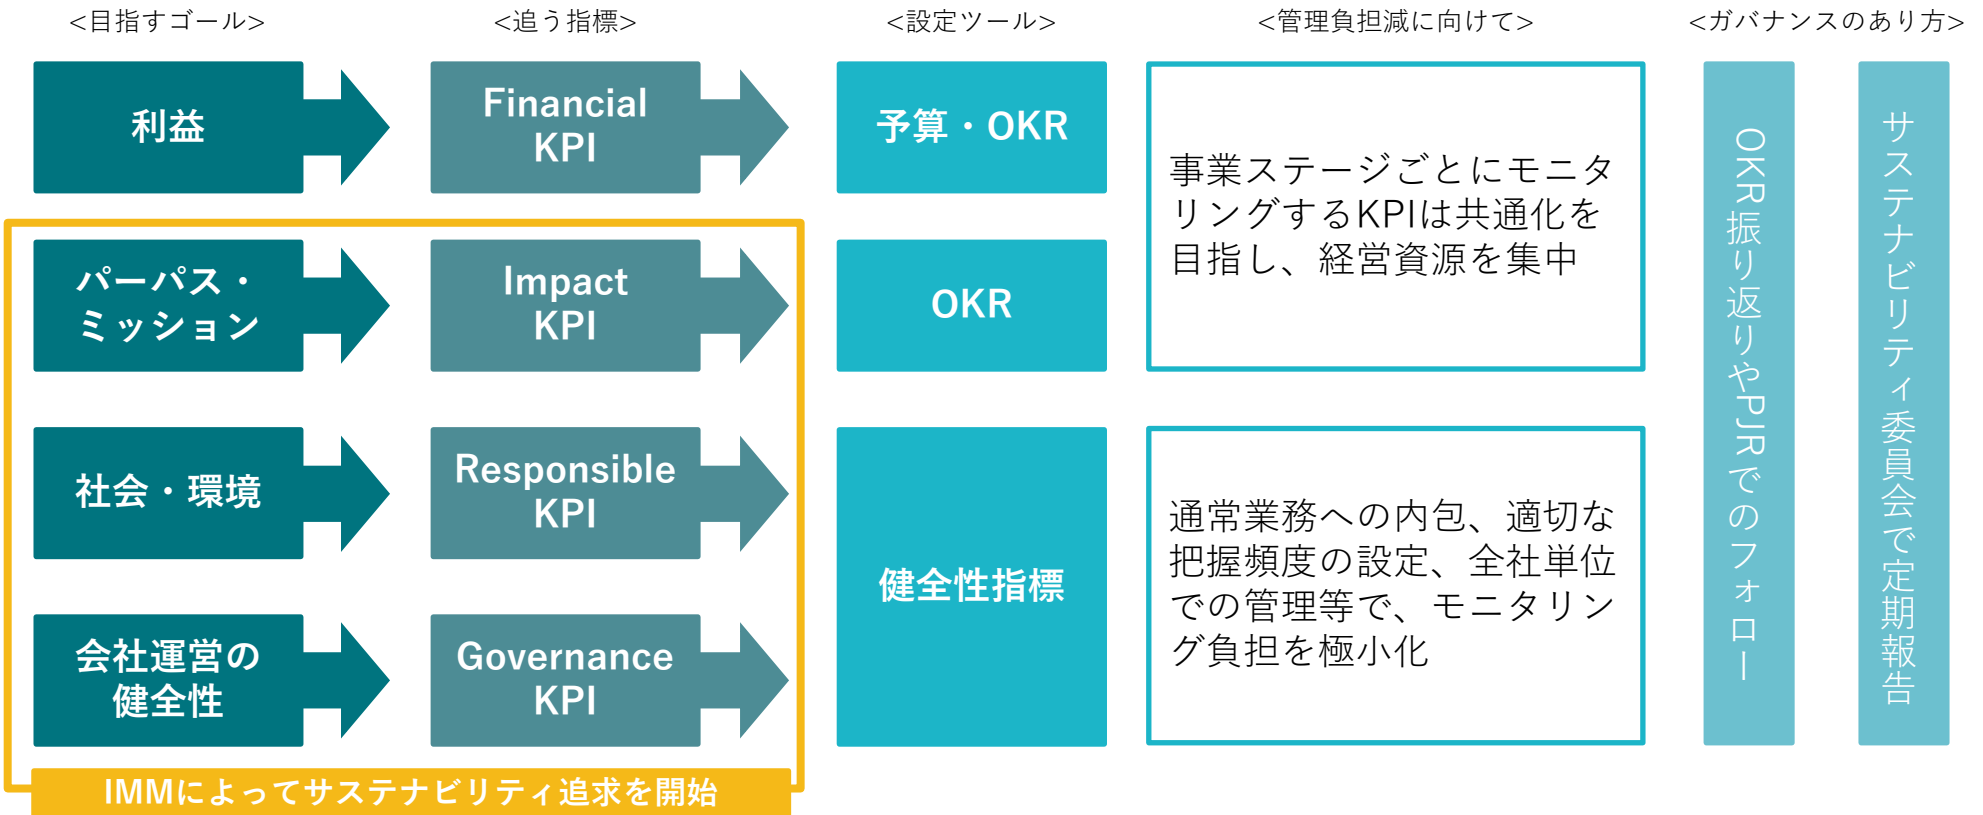 <目指すゴール>
<追う指標>
<設定ツール>
<管理負担減に向けて>
<ガバナンスのあり方>
利益
Financial
KPI
予算・OKR
事業ステージごとにモニタ
リングするKPIは共通化を
目指し、経営資源を集中
パーパス・
ミッション
Impact
KPI
OKR
社会・環境
Responsible
KPI
健全性指標
通常業務への内包、適切な
把握頻度の設定、全社単位
での管理等で、モニタリン
グ負担を極小化
会社運営の
健全性
Governance
KPI
OKR振り返りやPJRでのフォロー
サステナビリティ委員会で定期報告
IMMによってサステナビリティ追求を開始